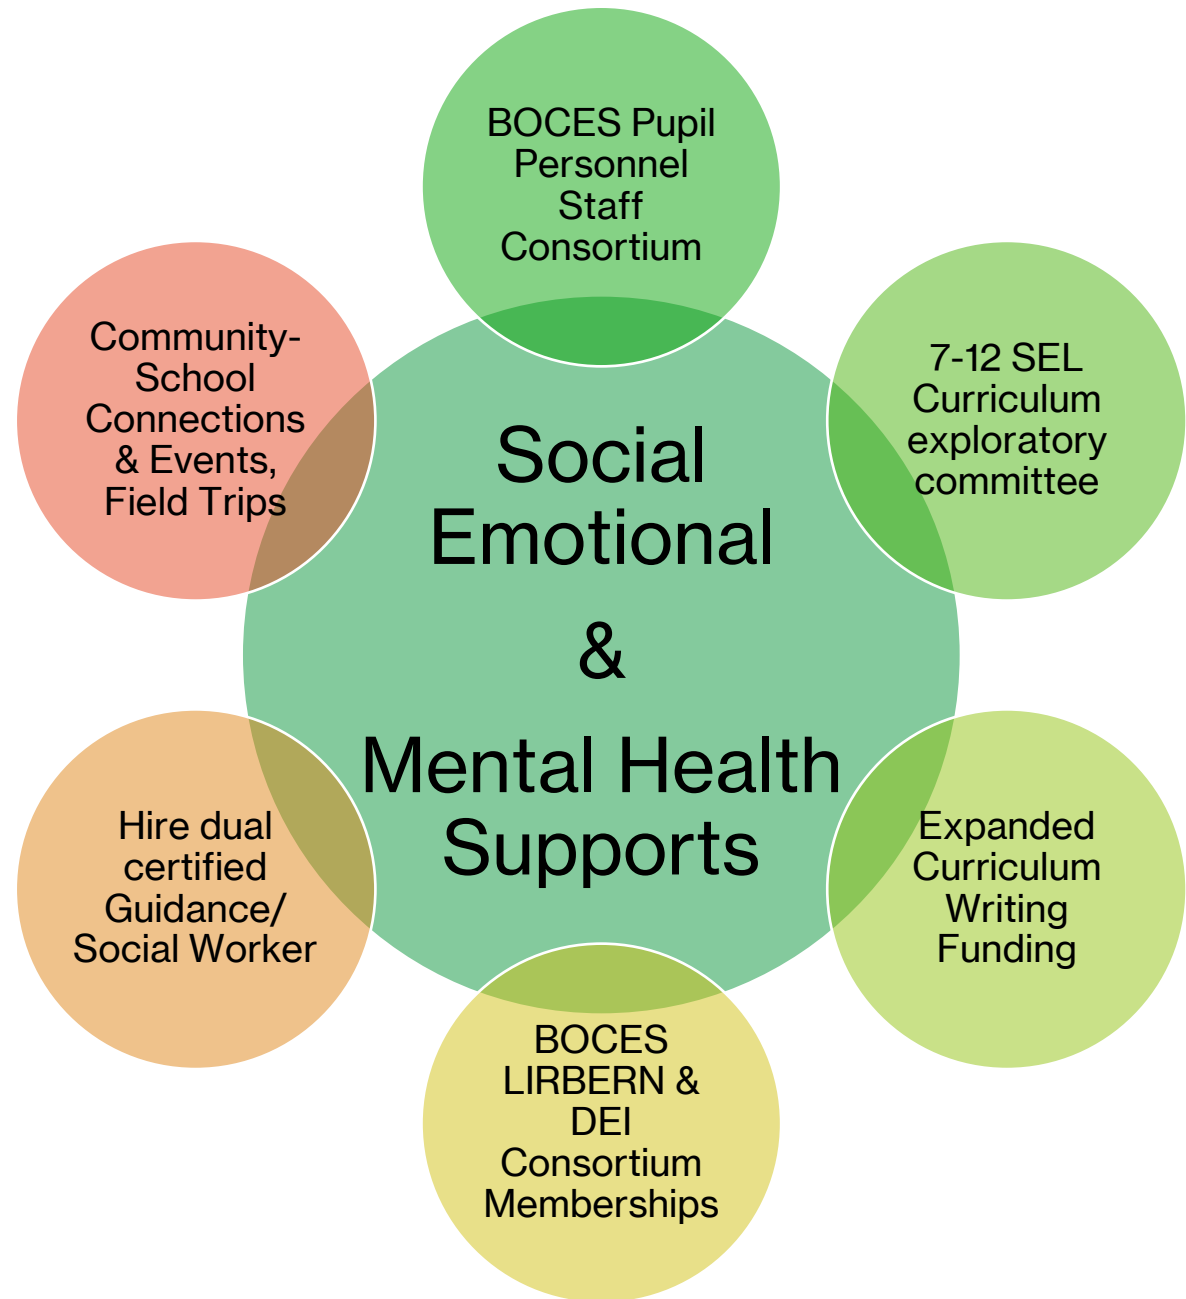 BOCES Pupil
Personnel
Staff
Consortium
Community-
School
Connections
& Events,
Field Trips
7-12 SEL
Curriculum
exploratory
committee
Social
Emotional
&
Mental Health
Supports
Hire dual
certified
Guidance/
Social Worker
Expanded
Curriculum
Writing
Funding
BOCES
LIRBERN &
DEI
Consortium
Memberships